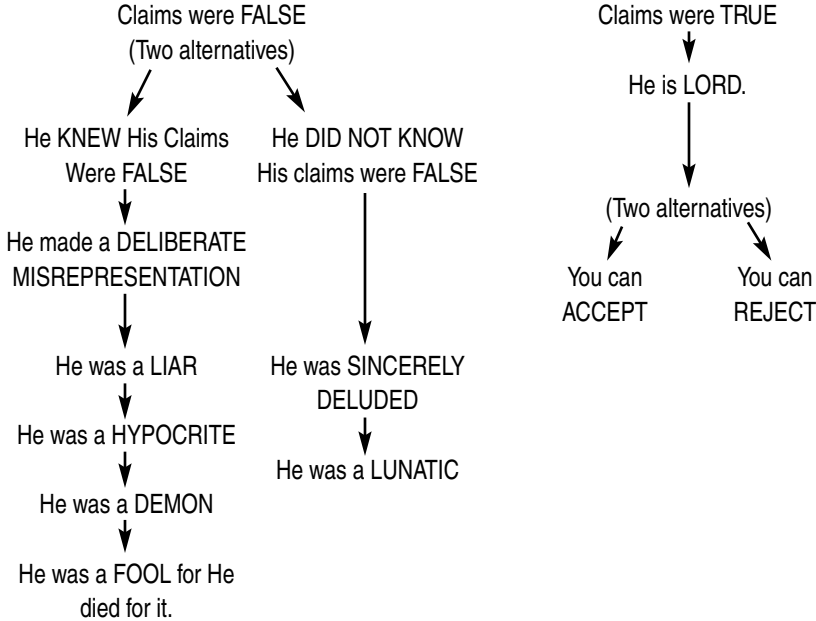 Claims were FALSE
(Two alternatives)
He KNEW His Claims
Were FALSE
He made a DELIBERATE
MISREPRESENTATION
He was a LIAR
He was a HYPOCRITE
He was a DEMON
He was a FOOL for He
died for it.
He DID NOT KNOW
His claims were FALSE
He was SINCERELY
DELUDED
He was a LUNATIC
Claims were TRUE
He is LORD.
(Two alternatives)
You can
ACCEPT
You can
REJECT